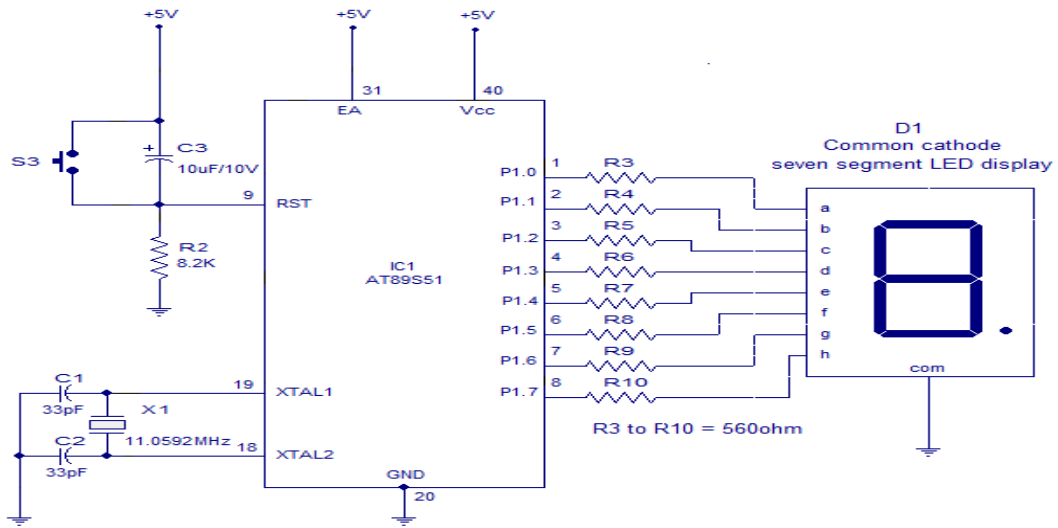 +5V
+5V
+5V
31
40
EA
Vcc
D1
Common cathode
seven segment LED display
S3
+
C3
10uF/10V
9
RST
R2
8.2K
IC1
AT89S51
P1.0
1
R3
a
P1.1
2
R4
b
P1.2
3
R5
c
P1.3
4
R6
d
P1.4
5
R7
e
P1.5
6
R8
f
P1.6
7
R9
g
P1.7
8
R10
h
com
C1
33pF
19
XTAL1
X1
11.0592MHz
C2
33pF
18
XTAL2
R3 to R10 = 560ohm
GND
20